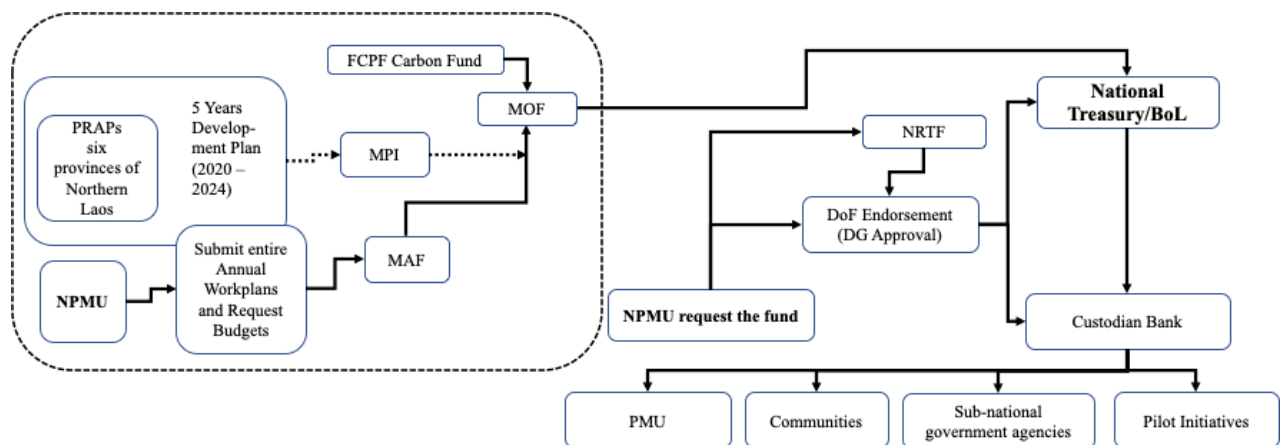 FCPF Carbon Fund
MOF
PRAPs
six
provinces of
Northern
Laos
5 Years
Develop-
ment Plan
(2020 –
2024)
MPI
Submit entire
Annual
Workplans
and Request
Budgets
MAF
NPMU
National
Treasury/BoL
NRTF
DoF Endorsement
(DG Approval)
NPMU request the fund
Custodian Bank
PMU
Communities
Sub-national
government agencies
Pilot Initiatives